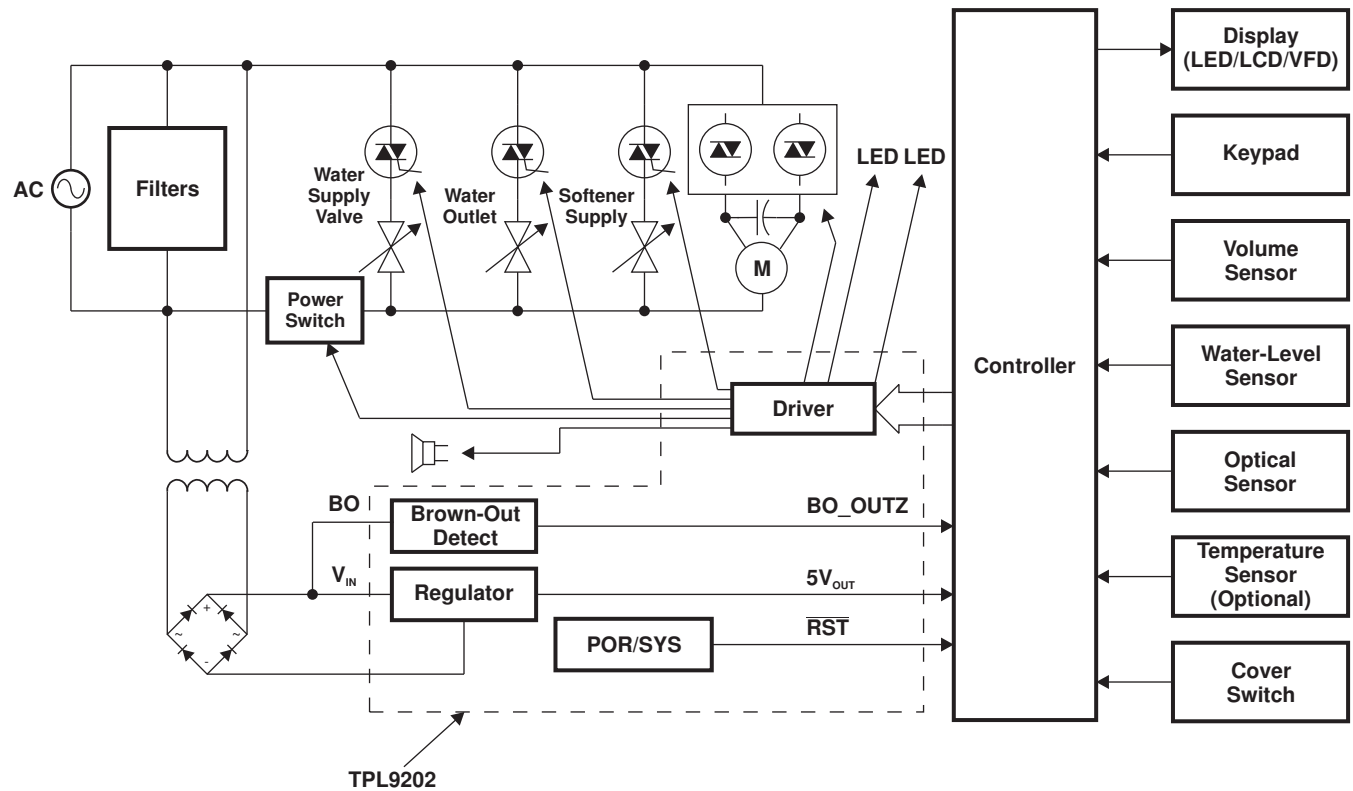 Display
(LED/LCD/VFD)
Keypad
Volume
Sensor
Water-Level
Sensor
Optical
Sensor
Temperature
Sensor
(Optional)
Cover
Switch
Controller
AC
Filters
Water
Supply
Valve
Water
Outlet
Softener
Supply
LED LED
M
Power
Switch
Driver
BO
Brown-Out
Detect
BO_OUTZ
VIN
Regulator
5VOUT
POR/SYS
RST
+
~
~
-
TPL9202